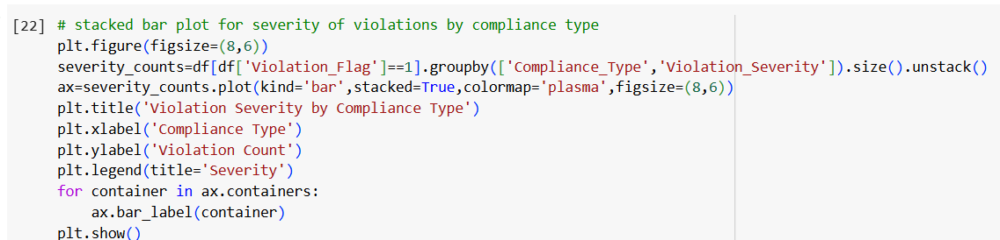 [22] # stacked bar plot for severity of violations by compliance type
plt.figure(figsize=(8,6))
severity_counts=df[df['Violation_Flag']==1].groupby(['Compliance_Type','Violation_Severity']).size().unstack()
ax=severity_counts.plot(kind='bar',stacked=True,colormap='plasma',figsize=(8,6))
plt.title('Violation Severity by Compliance Type')
plt.xlabel('Compliance Type')
plt.ylabel('Violation Count')
plt.legend(title='Severity')
for container in ax.containers:
    ax.bar_label(container)
plt.show()